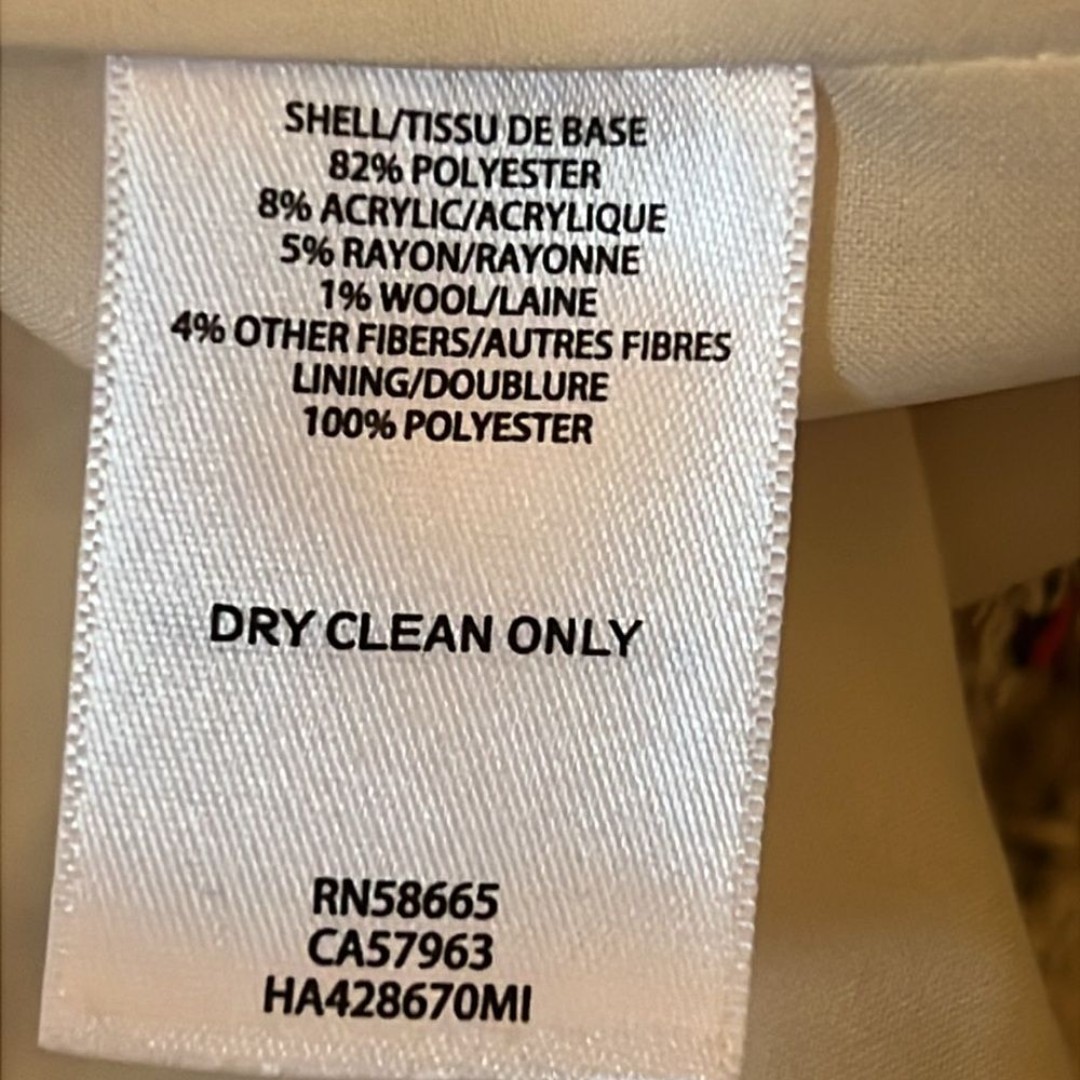 SHELL/TISSU DE BASE
82% POLYESTER
8% ACRYLIC/ACRYLIQUE
5% RAYON/RAYONNE
1% WOOL/LAINE
4% OTHER FIBERS/AUTRES FIBRES
LINING/DOUBLURE
100% POLYESTER
DRY CLEAN ONLY
RN58665
CA57963
HA428670MI